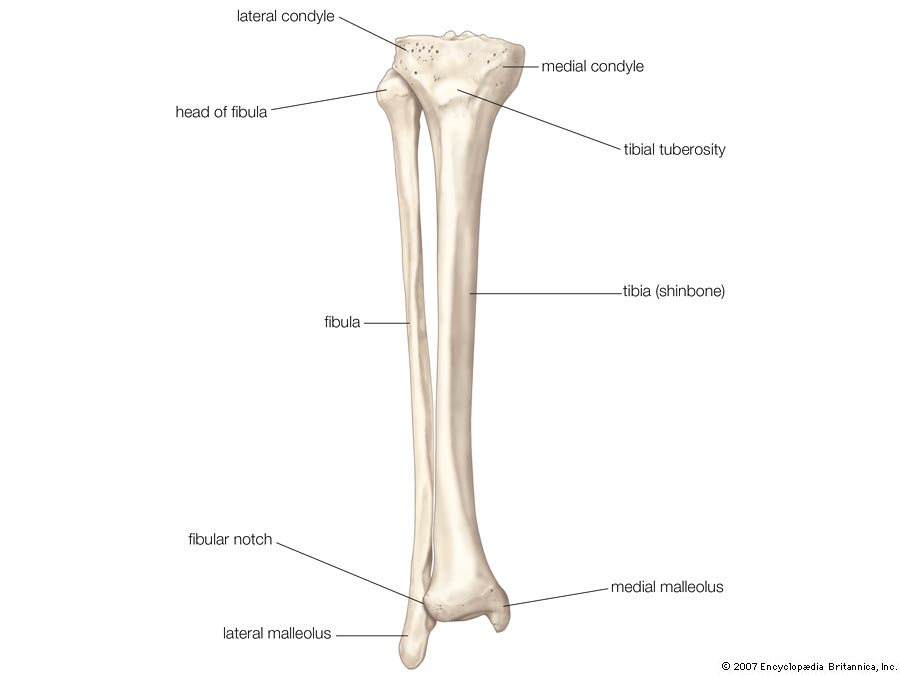 lateral condyle
medial condyle
head of fibula
tibial tuberosity
tibia (shinbone)
fibula
fibular notch
medial malleolus
lateral malleolus
© 2007 Encyclopædia Britannica, Inc.